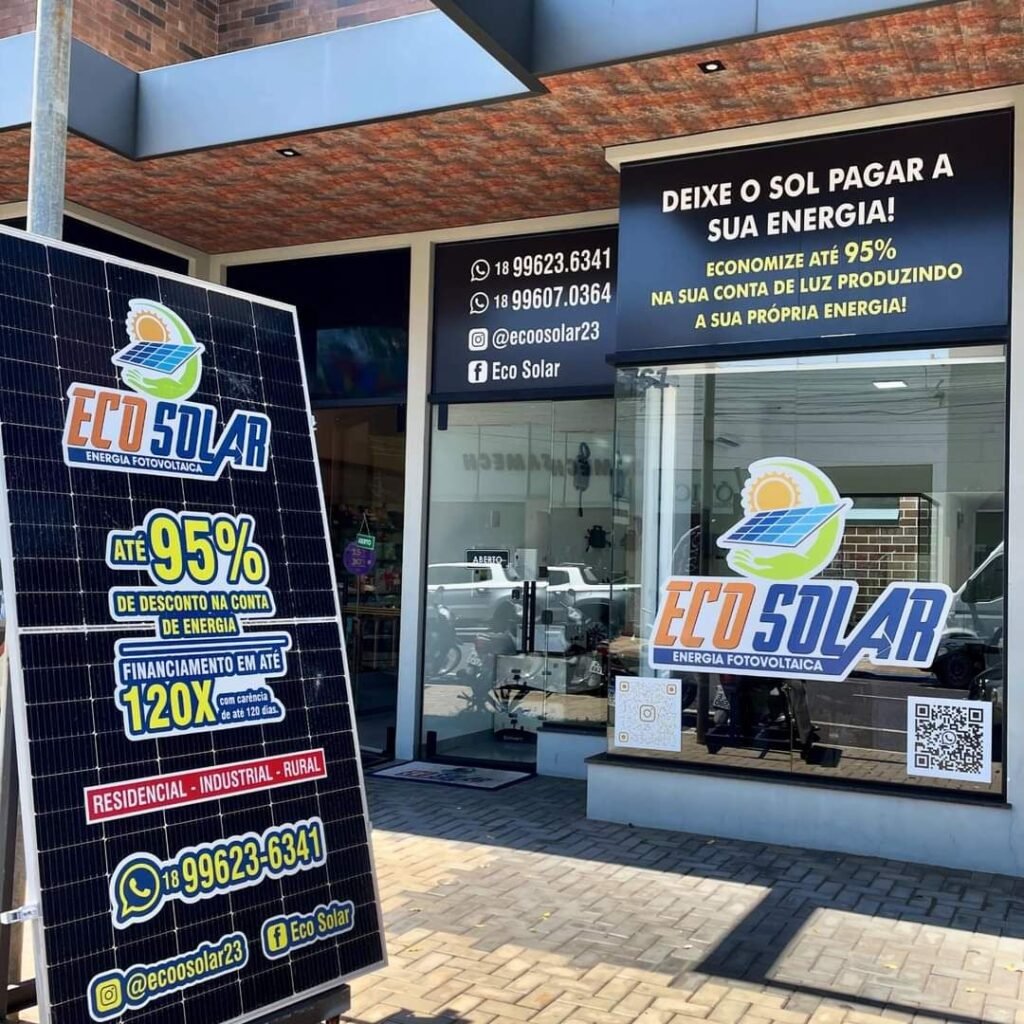 ECO SOLAR
ENERGIA FOTOVOLTAICA
ATÉ 95%
DE DESCONTO NA CONTA
DE ENERGIA
FINANCIAMENTO EM ATÉ
120X com carência
de até 120 dias.
RESIDENCIAL - INDUSTRIAL - RURAL
18 99623-6341
@ecoosolar23
Eco Solar
18 99623.6341
18 99607.0364
@ecoosolar23
Eco Solar
ABERTO
ABERTO
DEIXE O SOL PAGAR A
SUA ENERGIA!
ECONOMIZE ATÉ 95%
NA SUA CONTA DE LUZ PRODUZINDO
A SUA PRÓPRIA ENERGIA!
ECO SOLAR
ENERGIA FOTOVOLTAICA